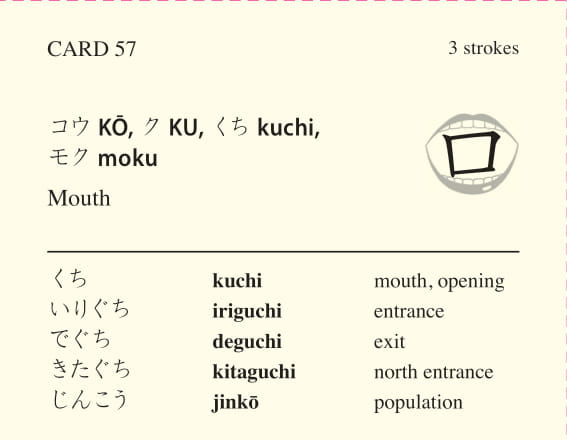 CARD 57 3 strokes
コウ KŌ, ク KU, くち kuchi,
モク moku
口
Mouth
くち kuchi mouth, opening
いりぐち iriguchi entrance
でぐち deguchi exit
きたぐち kitaguchi north entrance
じんこう jinkō population